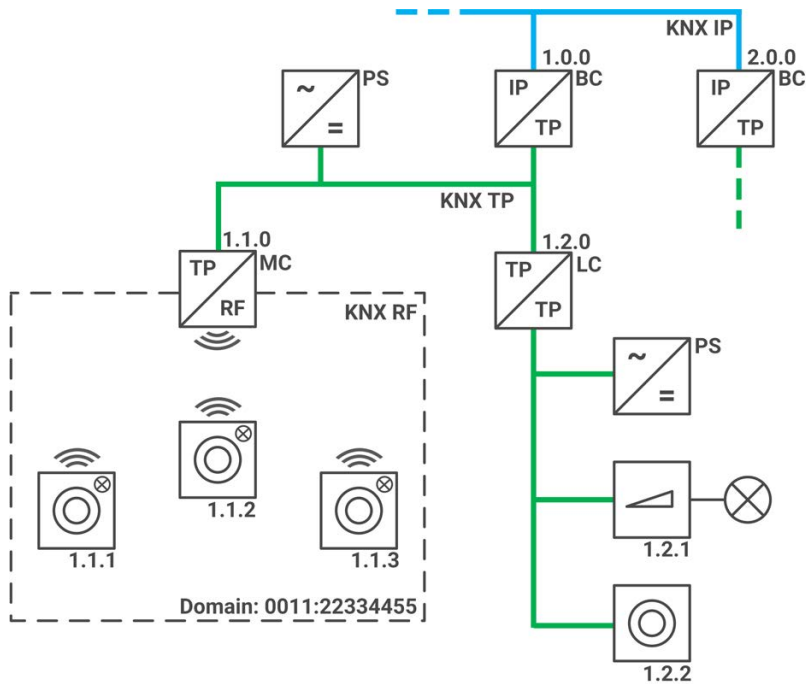 KNX IP
1.0.0
2.0.0
PS
IP
BC
IP
BC
~
=
TP
TP
KNX TP
1.1.0
1.2.0
TP
MC
TP
LC
RF
TP
KNX RF
PS
~
=
1.1.2
1.2.1
1.1.1
1.1.3
Domain: 0011:22334455
1.2.2